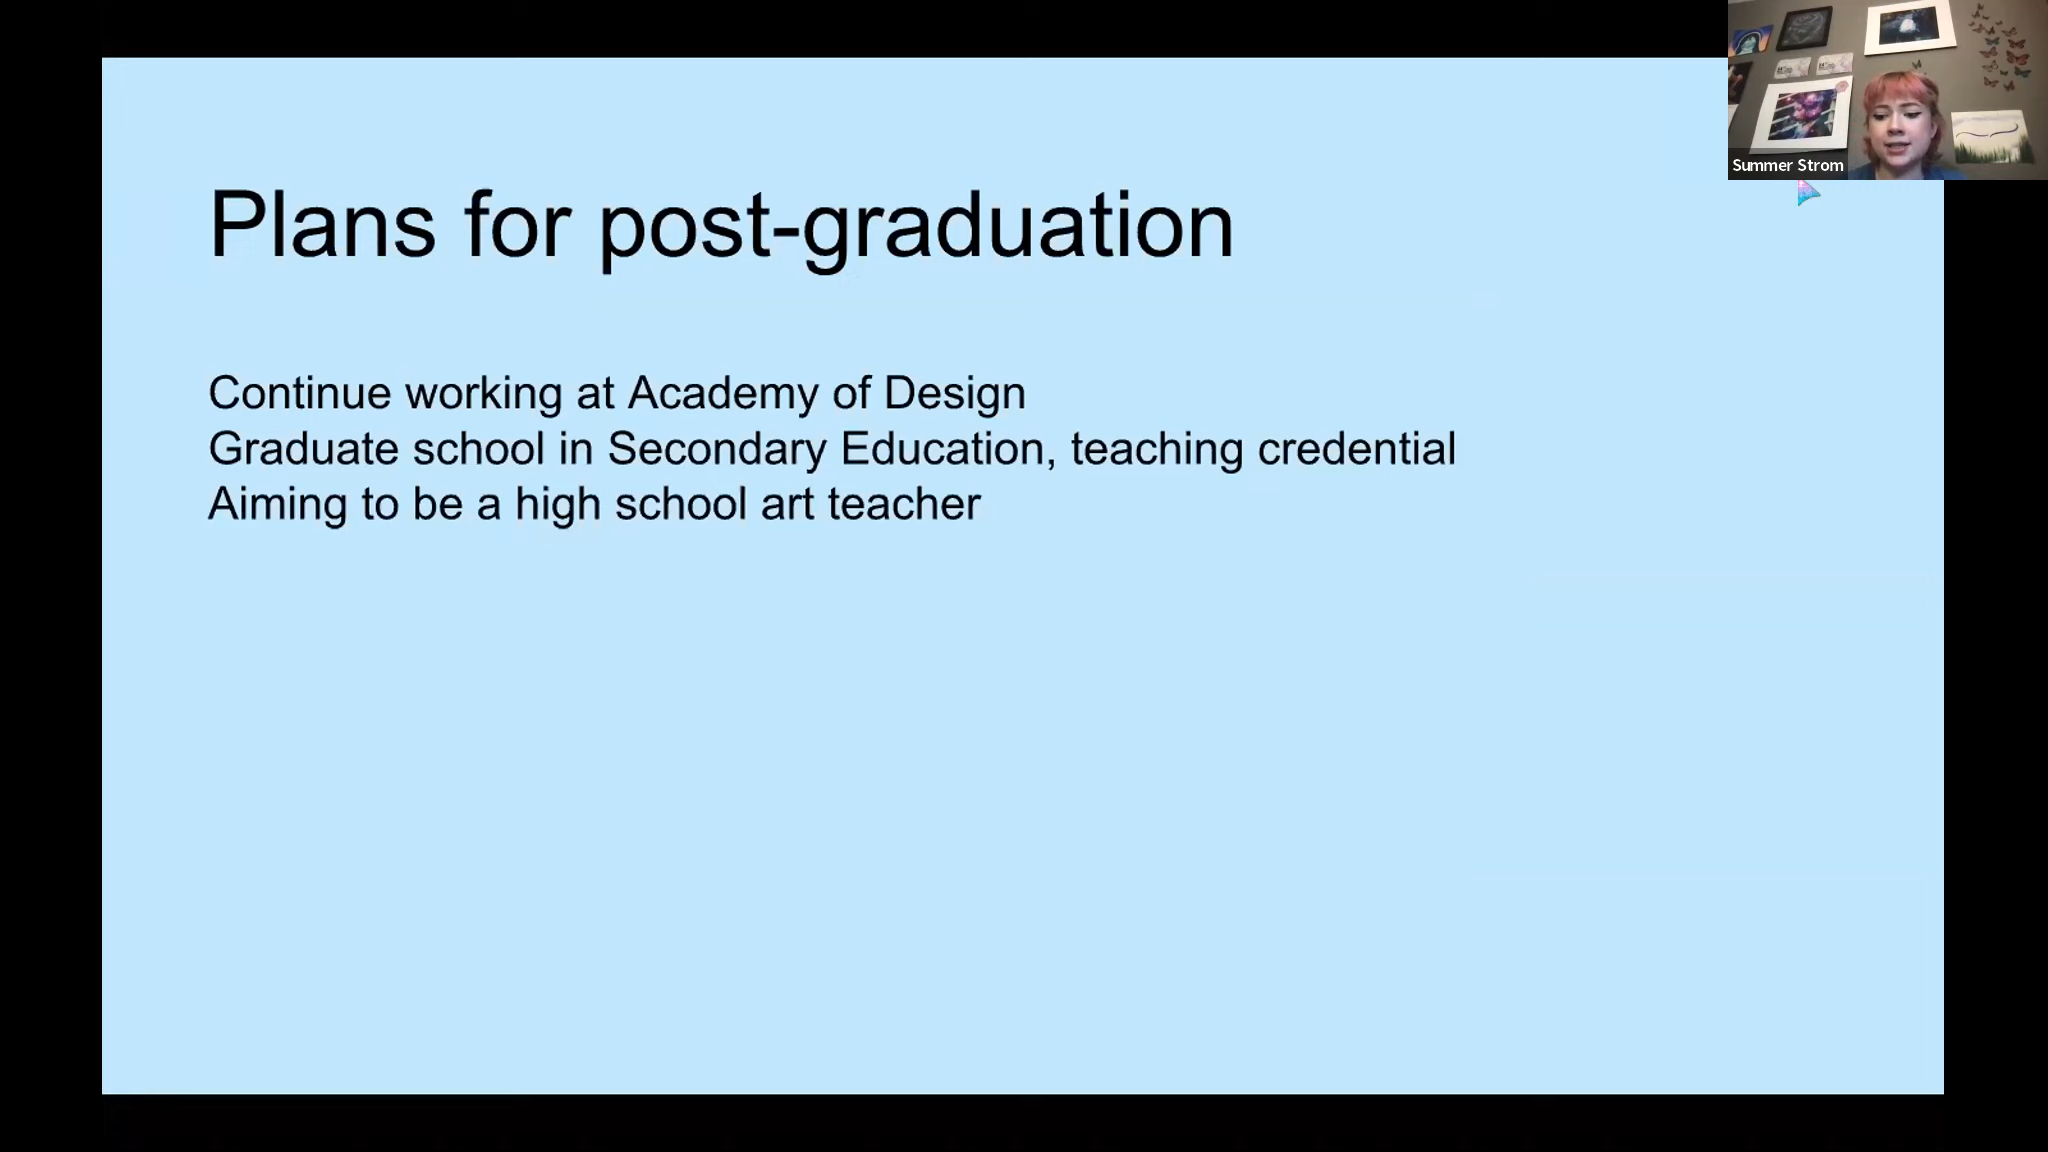 Summer Strom
Plans for post-graduation
Continue working at Academy of Design
Graduate school in Secondary Education, teaching credential
Aiming to be a high school art teacher